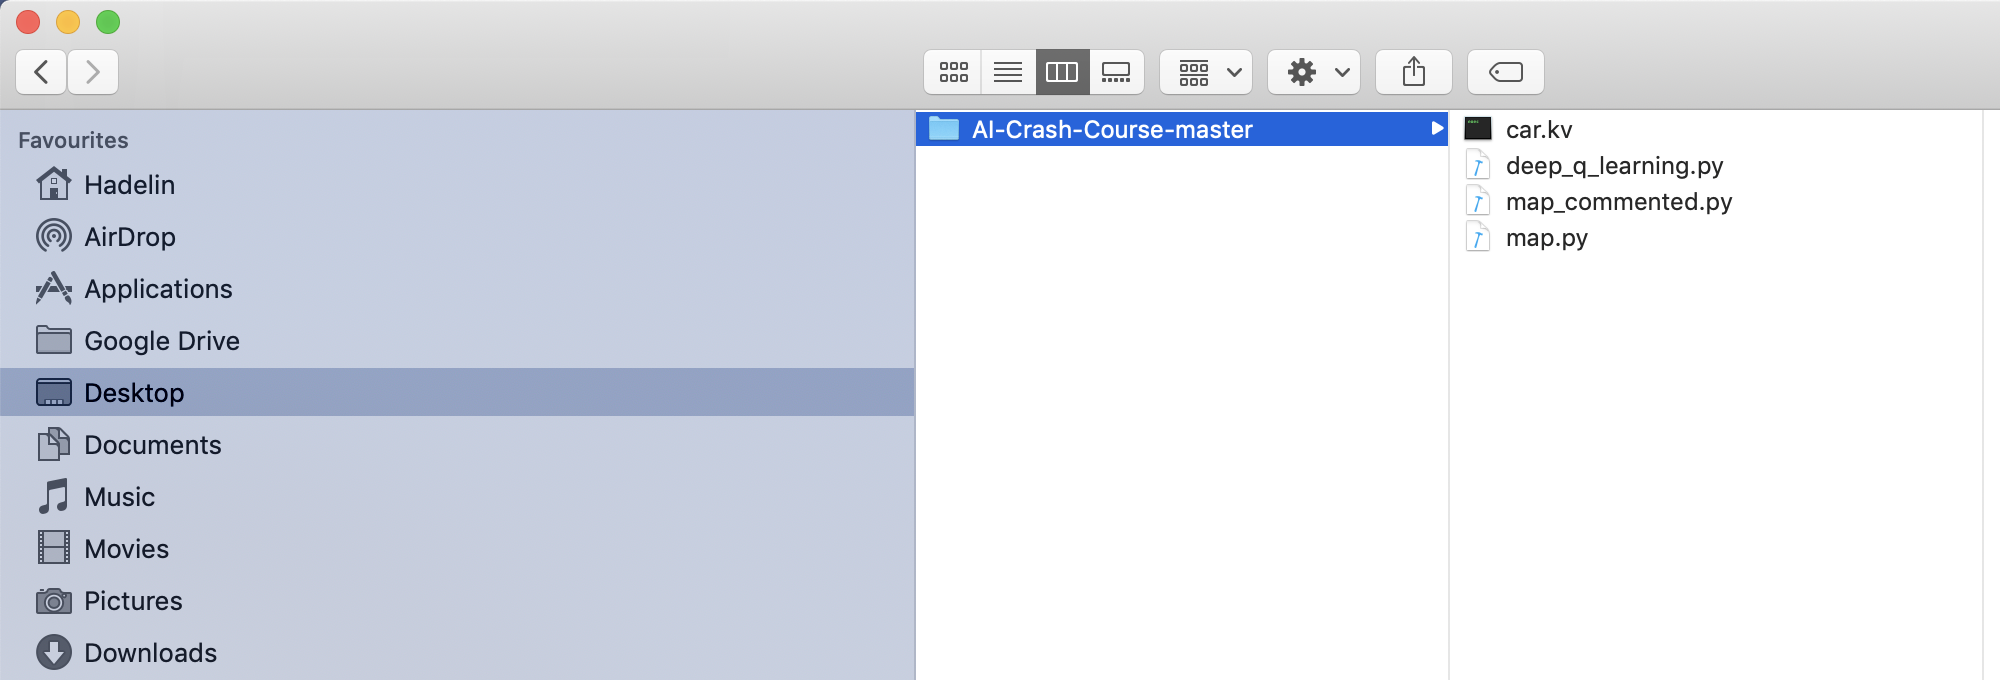 Favourites
Hadelin
AirDrop
Applications
Google Drive
Desktop
Documents
Music
Movies
Pictures
Downloads
AI-Crash-Course-master
car.kv
deep_q_learning.py
map_commented.py
map.py